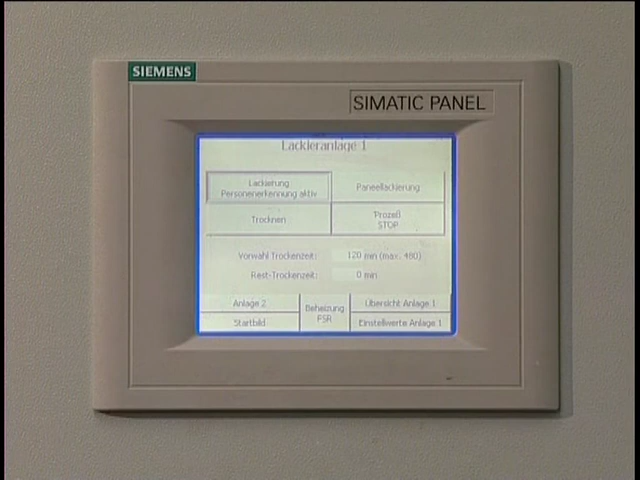 SIEMENS
SIMATIC PANEL
Lackieranlage 1
Lackierung
Personenerkennung aktiv
Paneellackierung
Trocknen
Prozeß
STOP
Vorwahl Trockenzeit: 120 min (max. 480)
Rest-Trockenzeit: 0 min
Anlage 2
Beheizung
PSR
Übersicht Anlage 1
Startbild
Einstellwerte Anlage 1